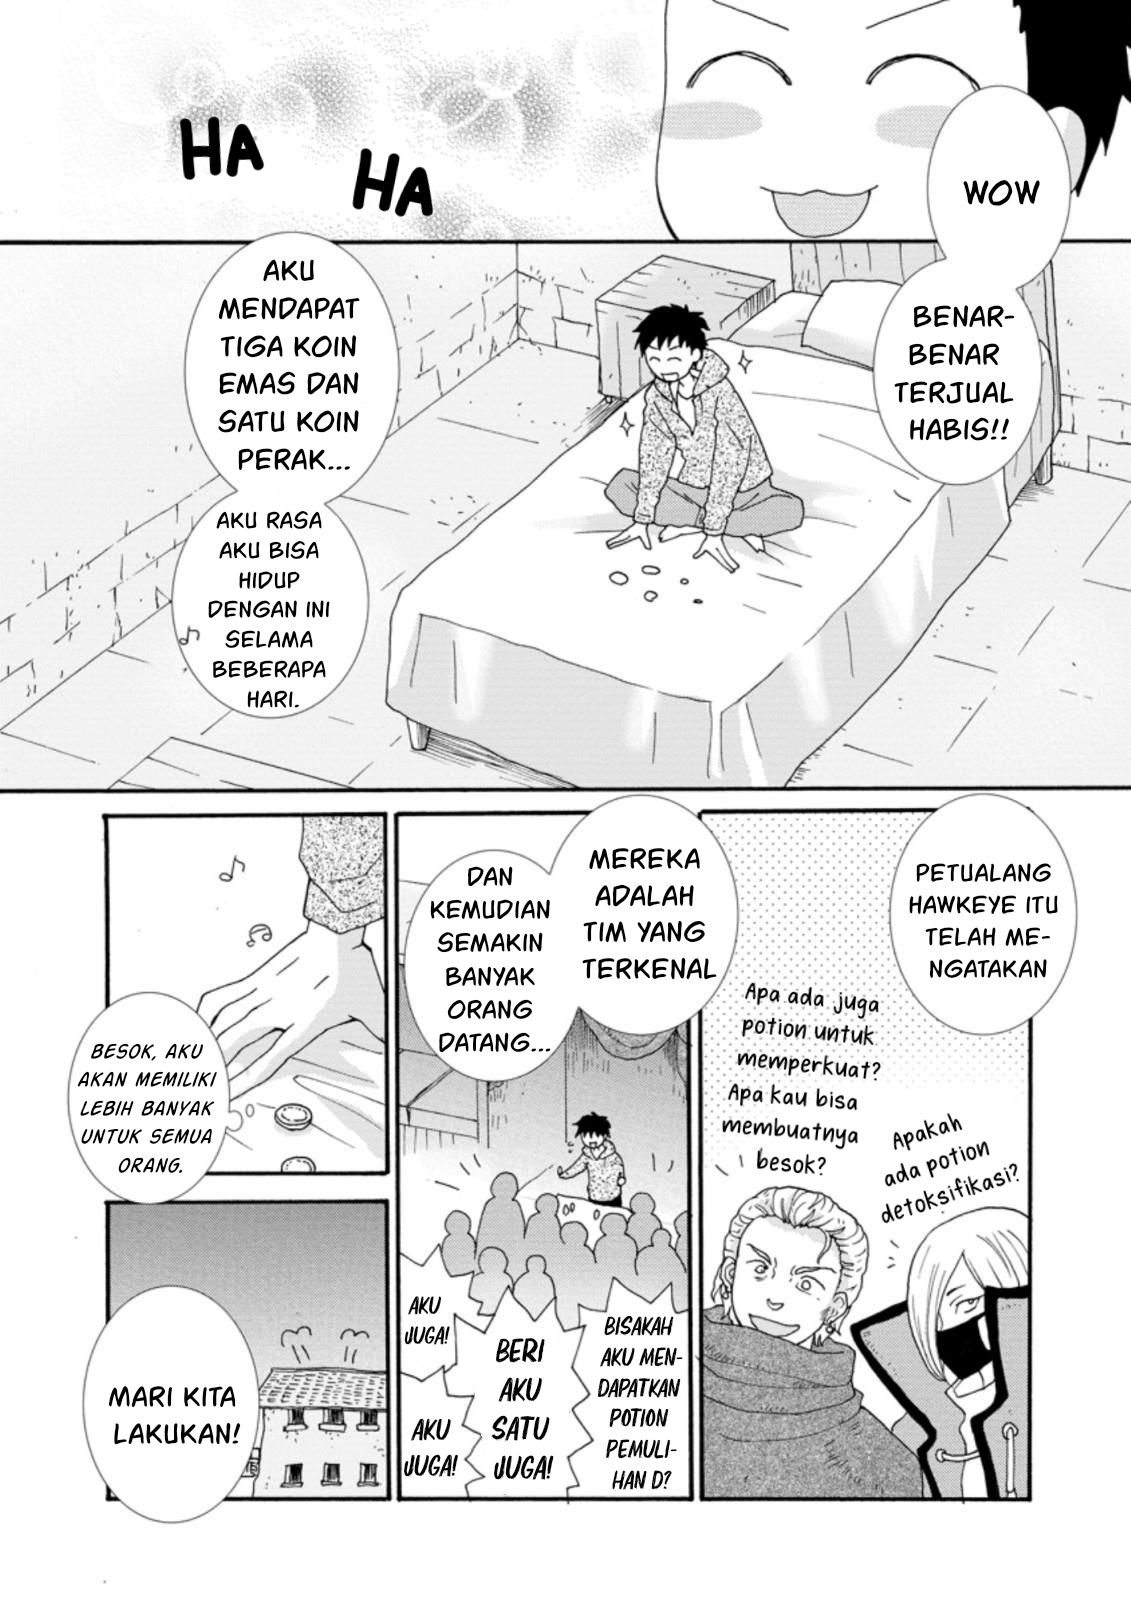 WOW
HA
HA
BENAR-
BENAR
TERJUAL
HABIS!!
AKU
MENDAPAT
TIGA KOIN
EMAS DAN
SATU KOIN
PERAK...
AKU RASA
AKU BISA
HIDUP
DENGAN INI
SELAMA
BEBERAPA
HARI.
PETUALANG
HAWKEYE ITU
TELAH ME-
NGATAKAN
Apa ada juga
potion untuk
memperkuat?
Apa kau bisa
membuatnya
besok?
Apakah
ada potion
detoksifikasi?
MEREKA
ADALAH
TIM YANG
TERKENAL
DAN
KEMUDIAN
SEMAKIN
BANYAK
ORANG
DATANG...
BISAKAH
AKU MEN-
DAPATKAN
POTION
PEMULI-
HAN D?
BERI
AKU
SATU
JUGA!
AKU
JUGA!
AKU
JUGA!
BESOK, AKU
AKAN MEMILIKI
LEBIH BANYAK
UNTUK SEMUA
ORANG.
MARI KITA
LAKUKAN!